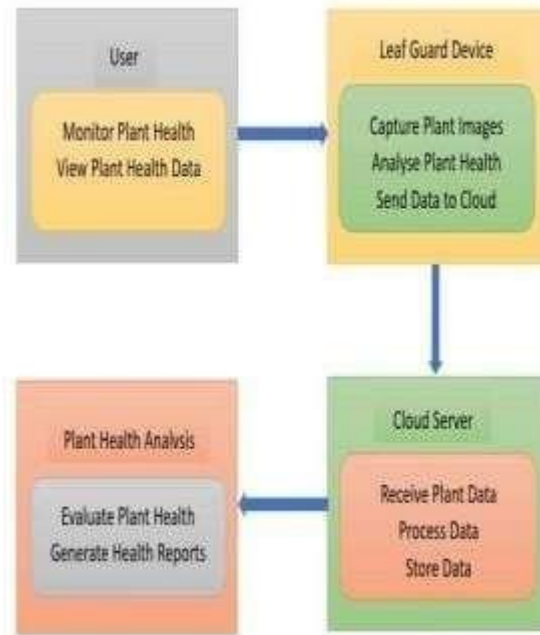 User
Monitor Plant Health
View Plant Health Data
Leaf Guard Device
Capture Plant Images
Analyse Plant Health
Send Data to Cloud
Cloud Server
Receive Plant Data
Process Data
Store Data
Plant Health Analysis
Evaluate Plant Health
Generate Health Reports